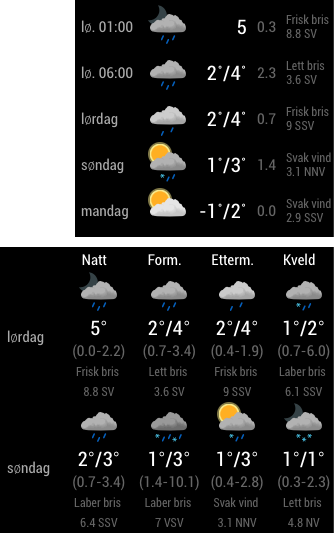 lø. 01:00 5 0.3 Frisk bris
8.8 SV
lø. 06:00 2°/4° 2.3 Lett bris
3.6 SV
lørdag 2°/4° 0.7 Frisk bris
9 SSV
søndag 1°/3° 1.4 Svak vind
3.1 NNV
mandag -1°/2° 0.0 Svak vind
2.9 SSV
Natt Form. Etterm. Kveld
lørdag 5° 2°/4° 2°/4° 1°/2°
(0.0-2.2) (0.7-3.4) (0.4-1.9) (0.7-6.0)
Frisk bris Lett bris Frisk bris Laber bris
8.8 SV 3.6 SV 9 SSV 6.1 SSV
søndag 2°/3° 1°/3° 1°/3° 1°/1°
(0.7-3.4) (1.4-10.1) (0.4-2.8) (0.3-2.3)
Laber bris Laber bris Svak vind Lett bris
6.4 SSV 7 VSV 3.1 NNV 4.8 NV